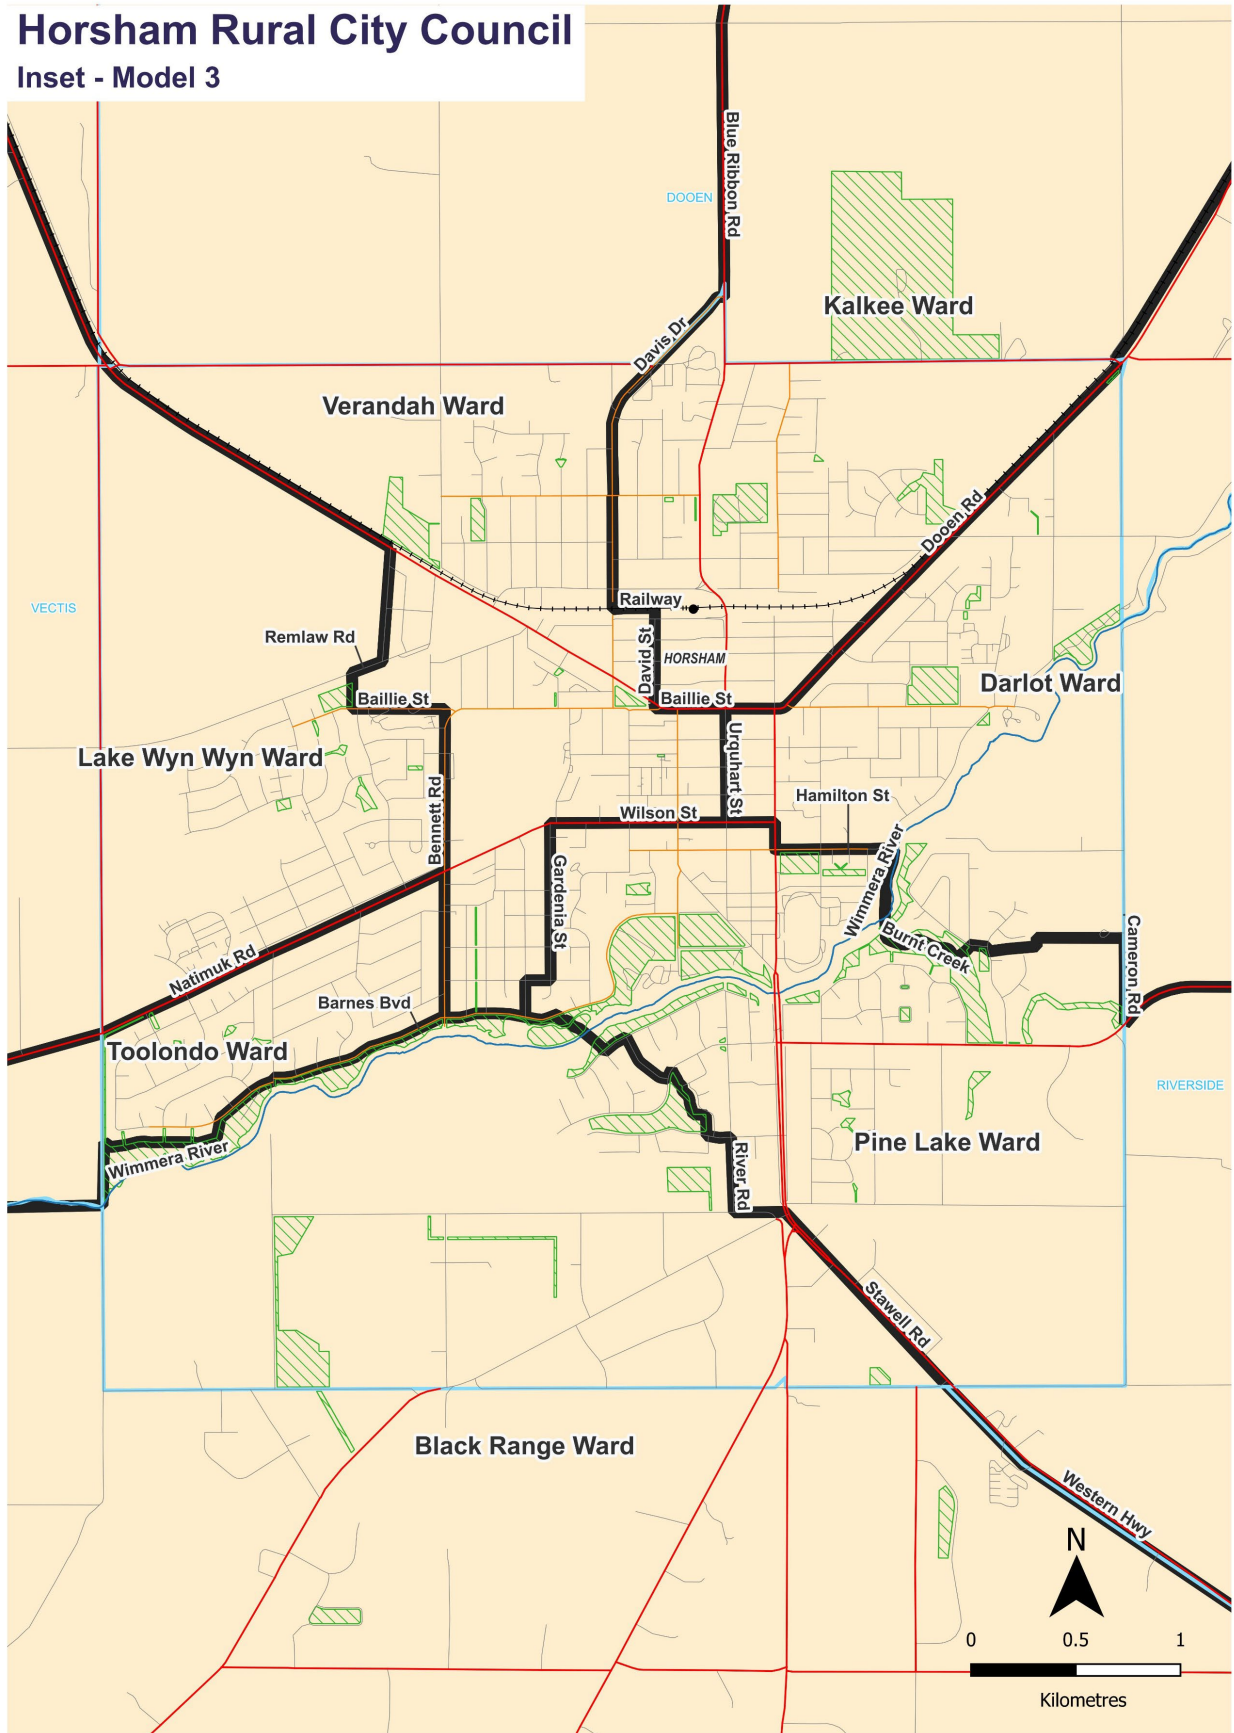 Horsham Rural City Council
Inset - Model 3
Blue Ribbon Rd
DOOEN
Kalkee Ward
Davis Dr
Verandah Ward
Dooen Rd
Railway
VECTIS
Remlaw Rd
David St
HORSHAM
Darlot Ward
Baillie St
Baillie St
Lake Wyn Wyn Ward
Urquhart St
Bennett Rd
Hamilton St
Wilson St
Gardenia St
Wimmera River
Burnt Creek
Cameron Rd
Natimuk Rd
Barnes Bvd
Toolondo Ward
RIVERSIDE
Pine Lake Ward
Wimmera River
River Rd
Stawell Rd
Black Range Ward
Western Hwy
N
0 0.5 1
Kilometres